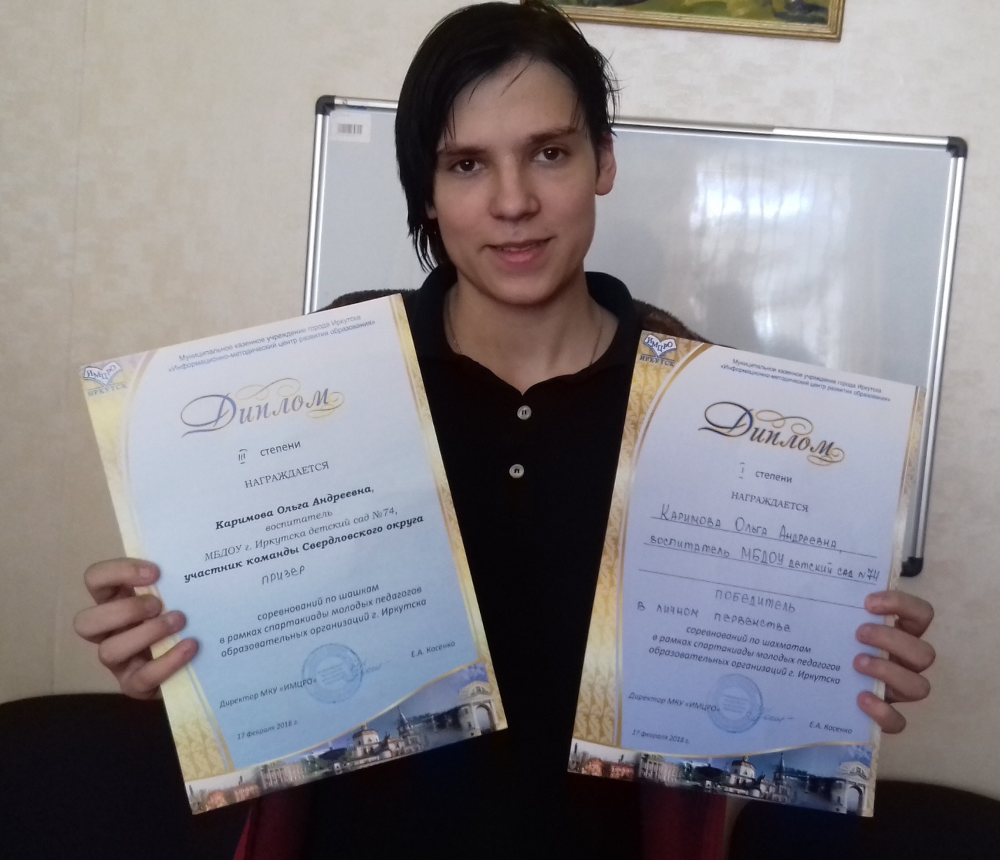 ИМЦРО
ИРКУТСК
Муниципальное казенное учреждение города Иркутска
«Информационно-методический центр развития образования»
Диплом
III степени
НАГРАЖДАЕТСЯ
Каримова Ольга Андреевна,
воспитатель
МБДОУ г. Иркутска детский сад №74,
участник команды Свердловского округа
призер
соревнований по шашкам
в рамках спартакиады молодых педагогов
образовательных организаций г. Иркутска
Директор МКУ «ИМЦРО» Е.А. Косенко
17 февраля 2018 г.
ИМЦРО
ИРКУТСК
Муниципальное казенное учреждение города Иркутска
«Информационно-методический центр развития образования»
Диплом
I степени
НАГРАЖДАЕТСЯ
Каримова Ольга Андреевна,
воспитатель МБДОУ детский сад №74
победитель
в личном первенстве
соревнований по шахматам
в рамках спартакиады молодых педагогов
образовательных организаций г. Иркутска
Директор МКУ «ИМЦРО» Е.А. Косенко
17 февраля 2018 г.